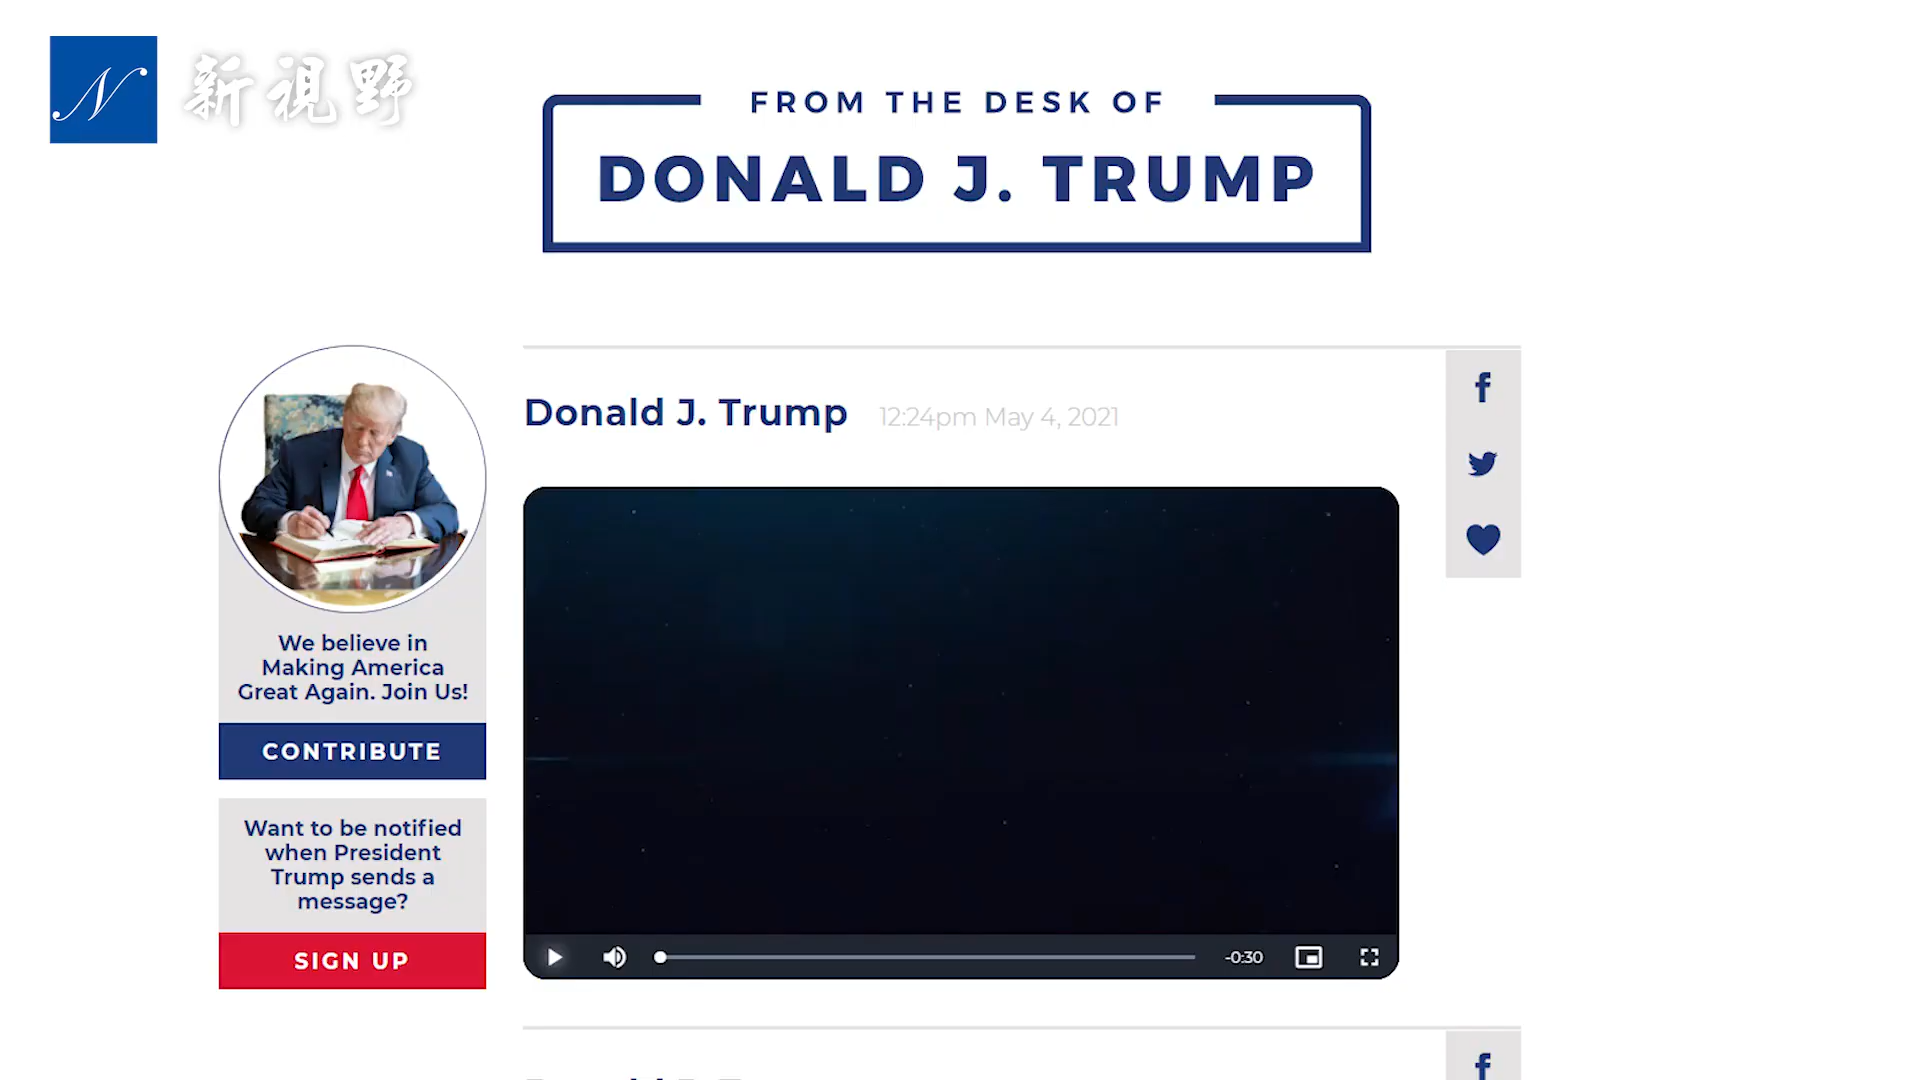 N 新視野
FROM THE DESK OF
DONALD J. TRUMP
Donald J. Trump 12:24pm May 4, 2021
We believe in
Making America
Great Again. Join Us!
CONTRIBUTE
Want to be notified
when President
Trump sends a
message?
SIGN UP
-0:30